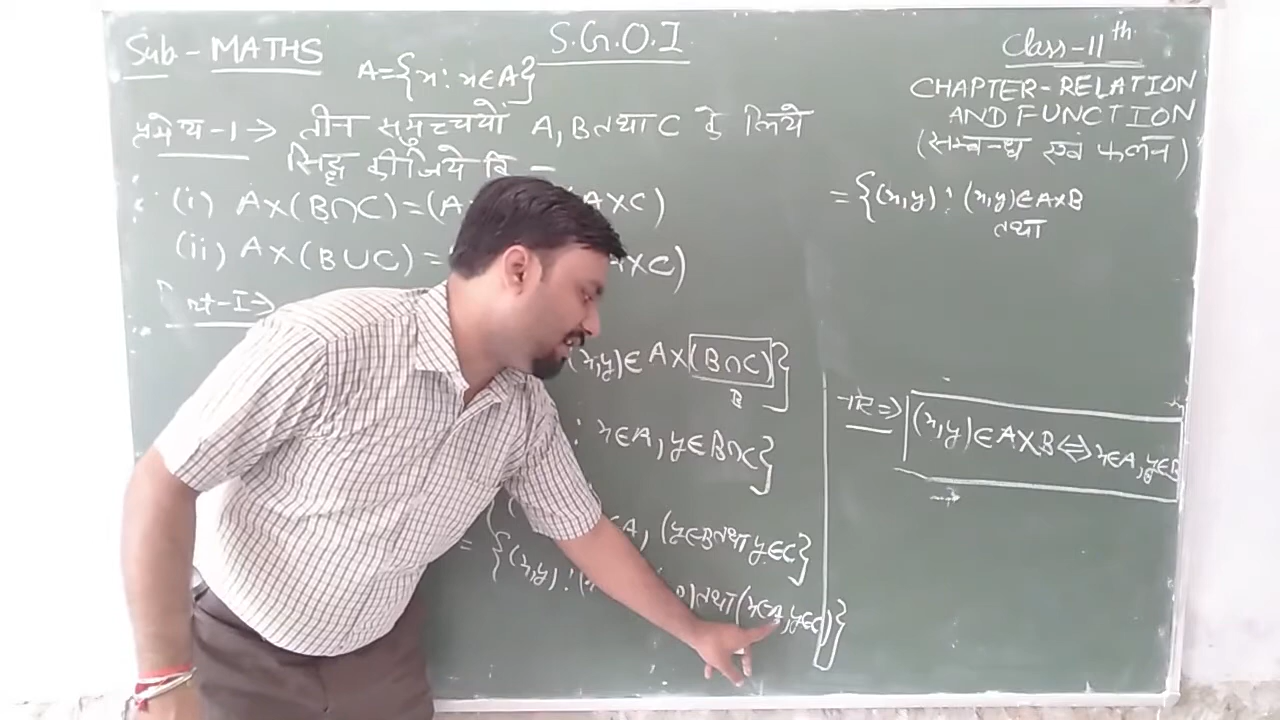 Sub - MATHS
S.G.O.I
Class-11th
A={x: x∈A}
CHAPTER-RELATION
AND FUNCTION
(सम्बन्ध एवं फलन)
प्रमेय-1→ तीन समुच्चयों A, B तथा C के लिये
सिद्ध कीजिये कि -
(i) A×(B∩C)=(A ×C)
(ii) A×(B∪C)= ×C)
={(x,y): (x,y)∈A×B
तथा
-I→
(x,y)∈ A×(B∩C)}
B
: x∈A, y∈B∩C}
∈A, (y∈B तथा y∈C}
= {(x,y): ) तथा (x∈A, y∈C)}
⇒ (x,y)∈A×B⇔x∈A, y∈B